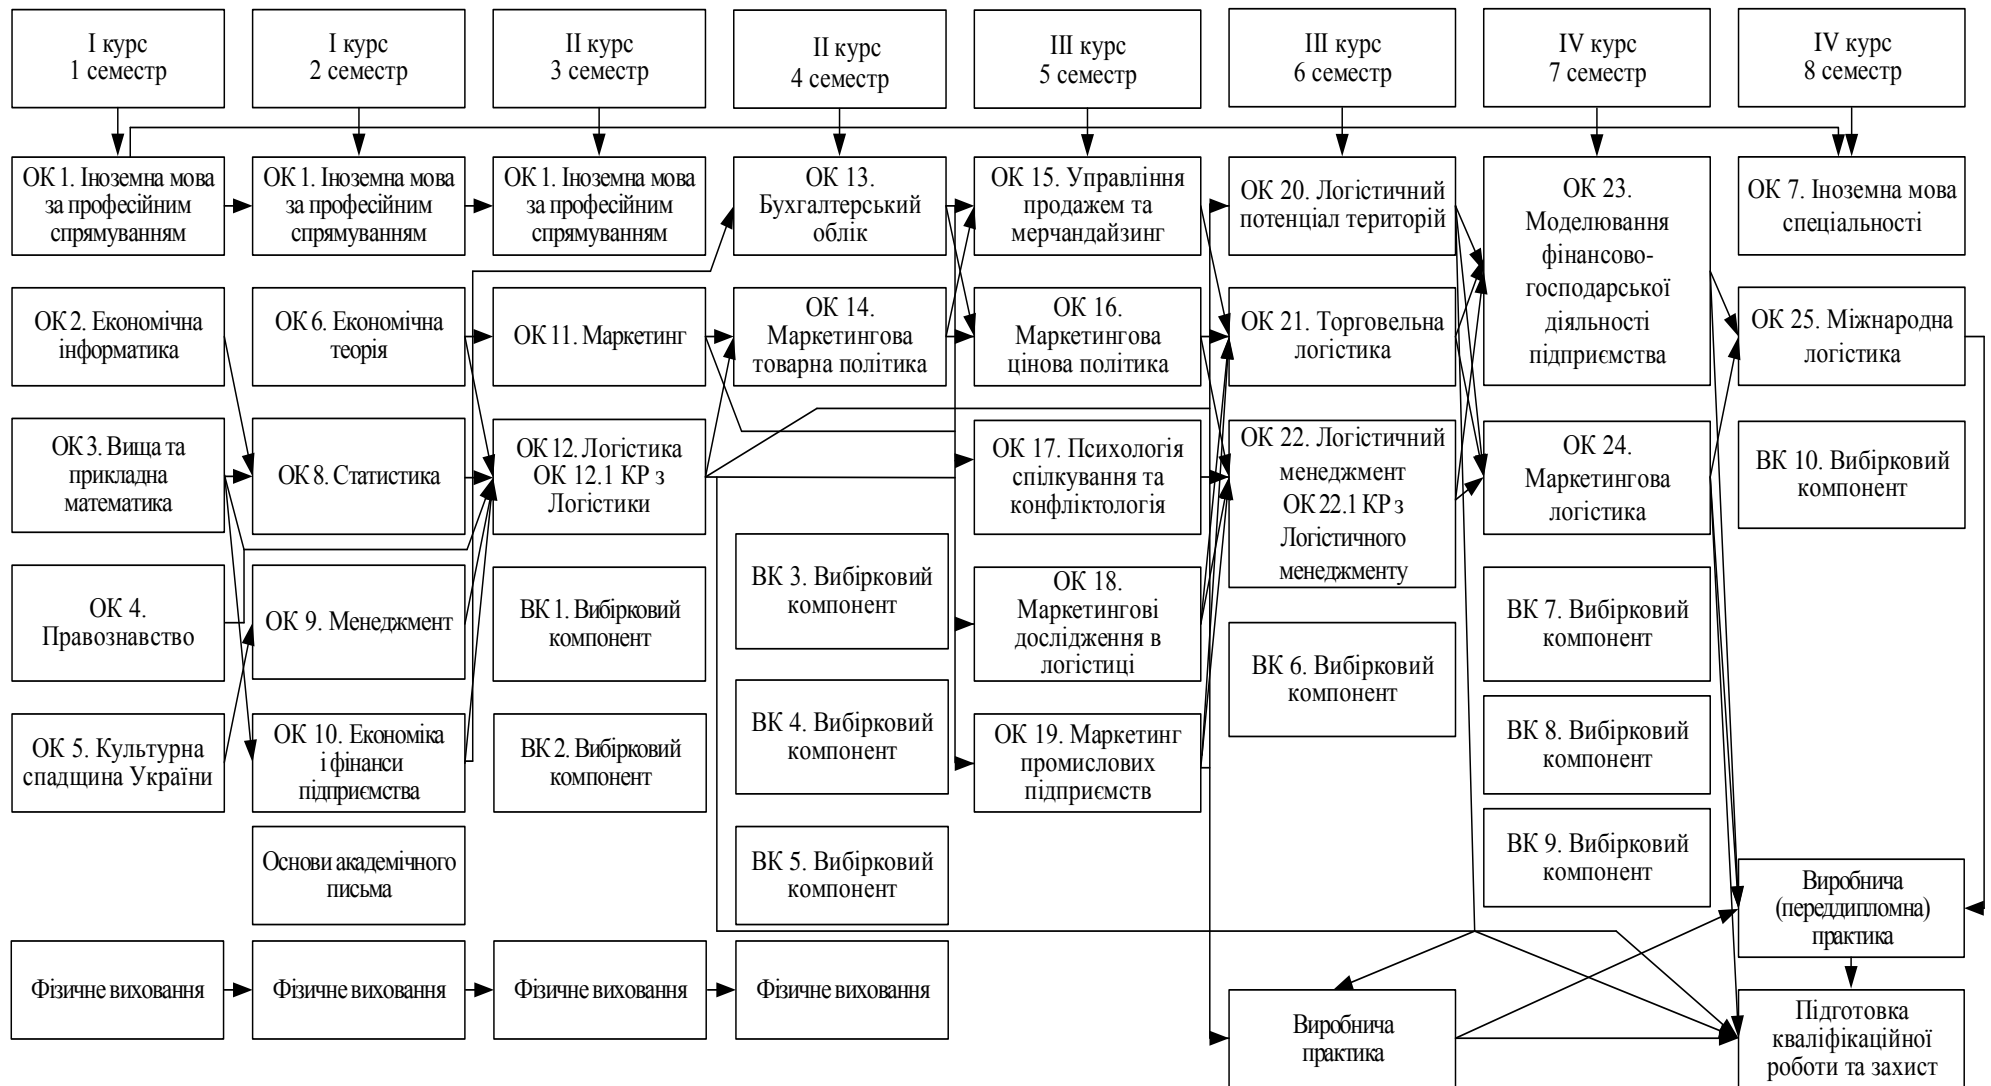 І курс
1 семестр
І курс
2 семестр
ІІ курс
3 семестр
ІІ курс
4 семестр
ІІІ курс
5 семестр
ІІІ курс
6 семестр
IV курс
7 семестр
IV курс
8 семестр
ОК 1. Іноземна мова
за професійним
спрямуванням
ОК 1. Іноземна мова
за професійним
спрямуванням
ОК 1. Іноземна мова
за професійним
спрямуванням
ОК 13.
Бухгалтерський
облік
ОК 15. Управління
продажем та
мерчандайзинг
ОК 20. Логістичний
потенціал територій
ОК 23.
Моделювання
фінансово-
господарської
діяльності
підприємства
ОК 7. Іноземна мова
спеціальності
ОК 2. Економічна
інформатика
ОК 6. Економічна
теорія
ОК 11. Маркетинг
ОК 14.
Маркетингова
товарна політика
ОК 16.
Маркетингова
цінова політика
ОК 21. Торговельна
логістика
ОК 25. Міжнародна
логістика
ОК 3. Вища та
прикладна
математика
ОК 8. Статистика
ОК 12. Логістика
ОК 12.1 КР з
Логістики
ОК 17. Психологія
спілкування та
конфліктологія
ОК 22. Логістичний
менеджмент
ОК 22.1 КР з
Логістичного
менеджменту
ОК 24.
Маркетингова
логістика
ВК 10. Вибірковий
компонент
ОК 4.
Правознавство
ОК 9. Менеджмент
ВК 1. Вибірковий
компонент
ВК 3. Вибірковий
компонент
ОК 18.
Маркетингові
дослідження в
логістиці
ВК 6. Вибірковий
компонент
ВК 7. Вибірковий
компонент
ОК 5. Культурна
спадщина України
ОК 10. Економіка
і фінанси
підприємства
ВК 2. Вибірковий
компонент
ВК 4. Вибірковий
компонент
ОК 19. Маркетинг
промислових
підприємств
ВК 8. Вибірковий
компонент
Основи академічного
письма
ВК 5. Вибірковий
компонент
ВК 9. Вибірковий
компонент
Виробнича
(переддипломна)
практика
Фізичне виховання
Фізичне виховання
Фізичне виховання
Фізичне виховання
Виробнича
практика
Підготовка
кваліфікаційної
роботи та захист